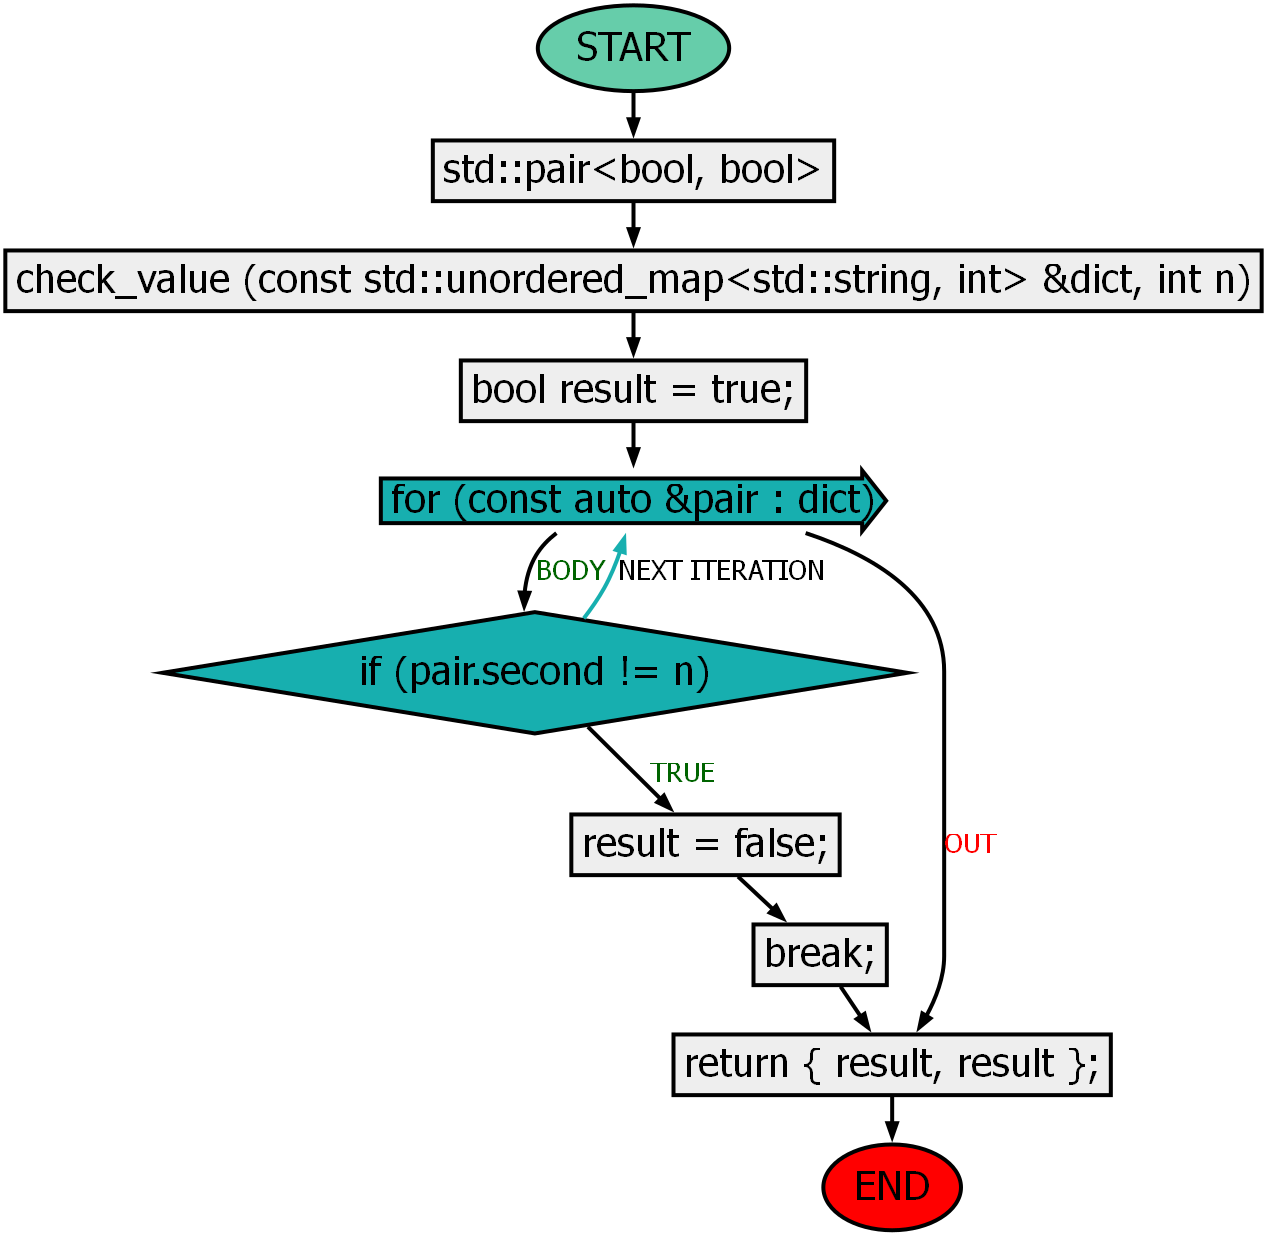 START
std::pair<bool, bool>
check_value (const std::unordered_map<std::string, int> &dict, int n)
bool result = true;
for (const auto &pair : dict)
BODY
NEXT ITERATION
if (pair.second != n)
TRUE
result = false;
OUT
break;
return { result, result };
END